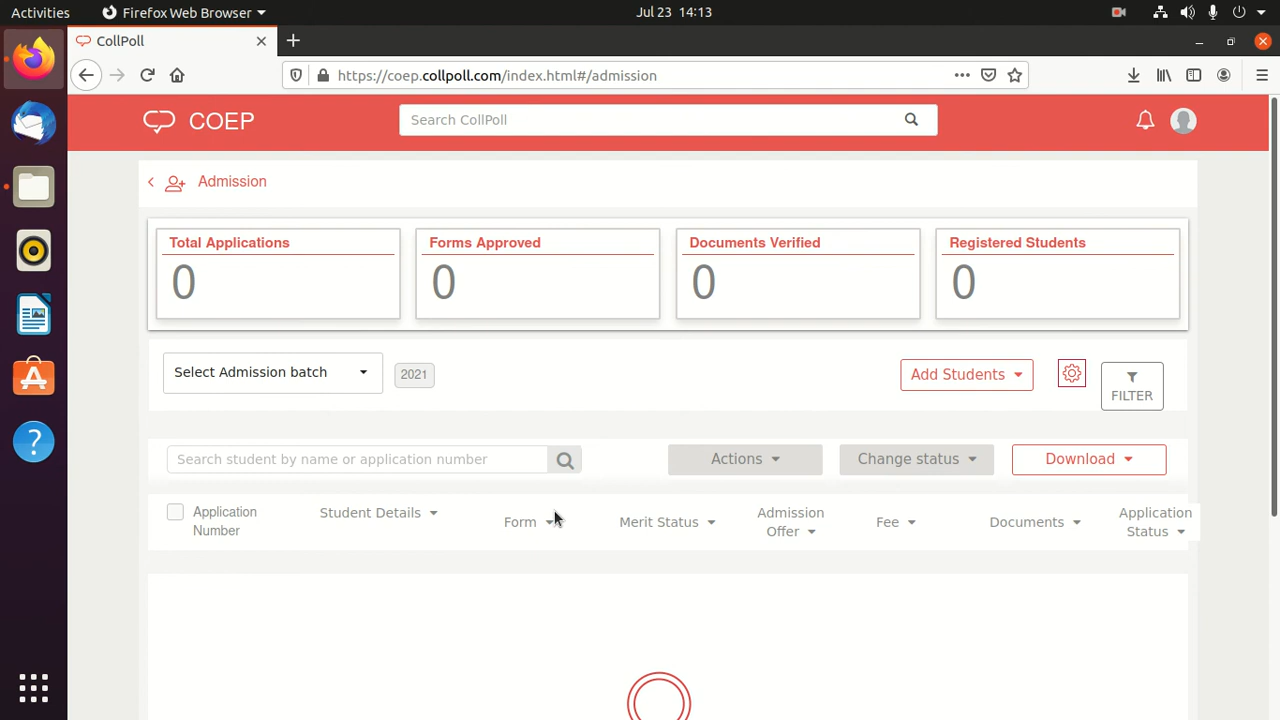 Activities Firefox Web Browser Jul 23 14:13
CollPoll
https://coep.collpoll.com/index.html#/admission
COEP Search CollPoll
Admission
Total Applications Forms Approved Documents Verified Registered Students
0 0 0 0
Select Admission batch 2021 Add Students FILTER
Search student by name or application number Actions Change status Download
Application Number Student Details Form Merit Status Admission Offer Fee Documents Application Status